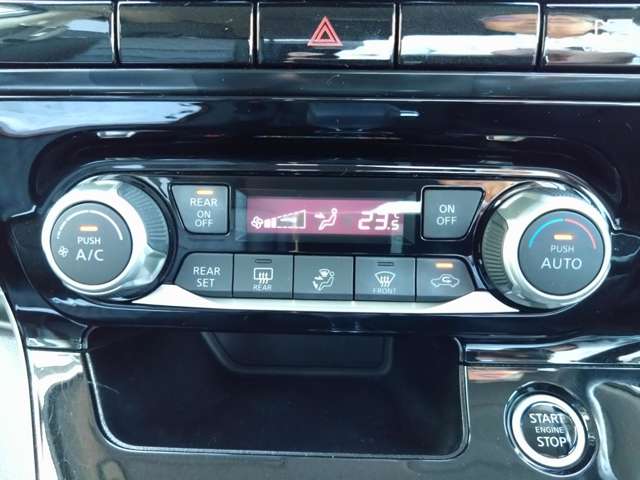 REAR
ON
OFF
23.5
°C
ON
OFF
PUSH
A/C
PUSH
AUTO
REAR
SET
REAR
FRONT
START
ENGINE
STOP